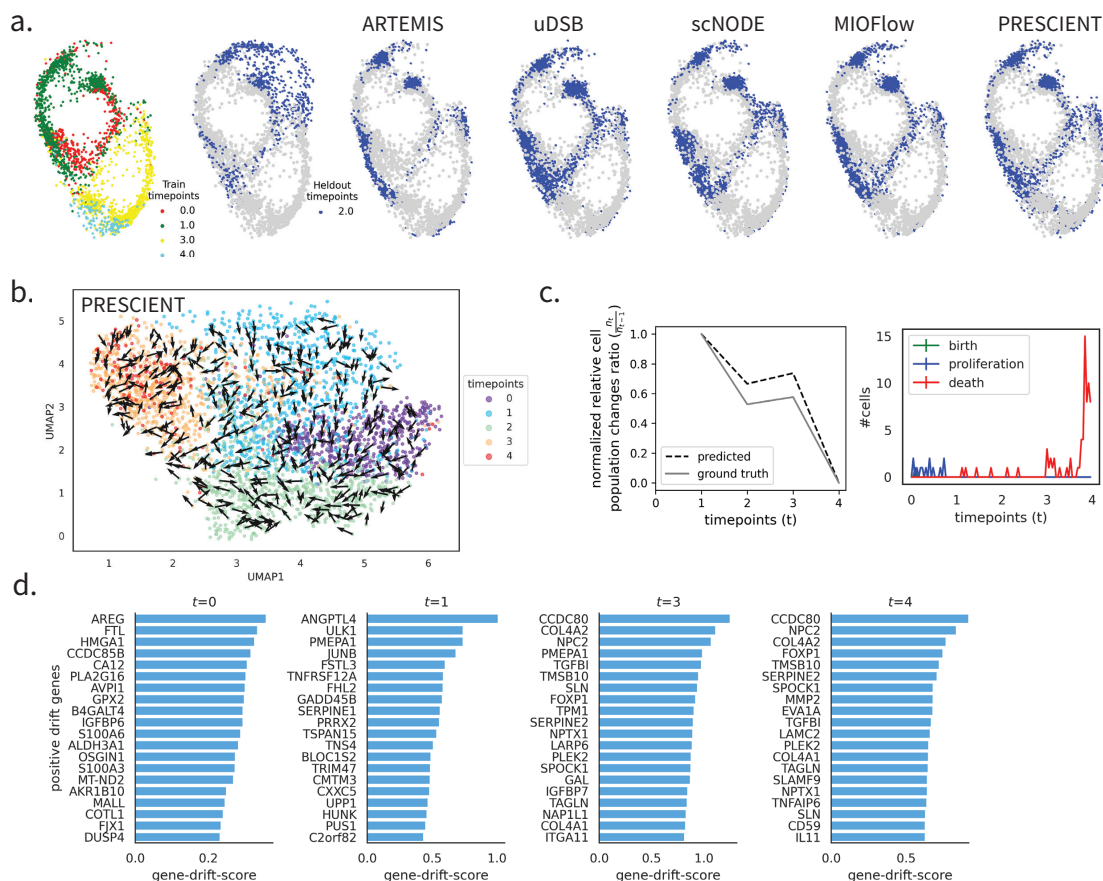 a.
ARTEMIS uDSB scNODE MIOFlow PRESCIENT
Train
timepoints
0.0
1.0
3.0
4.0
Heldout
timepoints
2.0
b.
PRESCIENT
UMAP2
5
4
3
2
1
0
1 2 3 4 5 6
UMAP1
timepoints
0
1
2
3
4
c.
normalized relative cell
population changes ratio (n_t/n_{t−1})
1.0
0.8
0.6
0.4
0.2
0.0
predicted
ground truth
0 1 2 3 4
timepoints (t)
#cells
15
10
5
0
birth
proliferation
death
0 1 2 3 4
timepoints (t)
d.
positive drift genes
t=0
AREG
FTL
HMGA1
CCDC85B
CA12
PLA2G16
AVPI1
GPX2
B4GALT4
IGFBP6
S100A6
ALDH3A1
OSGIN1
S100A3
MT-ND2
AKR1B10
MALL
COTL1
FJX1
DUSP4
0.0 0.2
gene-drift-score
t=1
ANGPTL4
ULK1
PMEPA1
JUNB
FSTL3
TNFRSF12A
FHL2
GADD45B
SERPINE1
PRRX2
TSPAN15
TNS4
BLOC1S2
TRIM47
CMTM3
CXXC5
UPP1
HUNK
PUS1
C2orf82
0.0 0.5 1.0
gene-drift-score
t=3
CCDC80
COL4A2
NPC2
PMEPA1
TGFBI
TMSB10
SLN
FOXP1
TPM1
SERPINE2
NPTX1
LARP6
PLEK2
SPOCK1
GAL
IGFBP7
TAGLN
NAP1L1
COL4A1
ITGA11
0.0 0.5 1.0
gene-drift-score
t=4
CCDC80
NPC2
COL4A2
FOXP1
TMSB10
SERPINE2
SPOCK1
MMP2
EVA1A
TGFBI
LAMC2
PLEK2
COL4A1
TAGLN
SLAMF9
NPTX1
TNFAIP6
SLN
CD59
IL11
0.0 0.5
gene-drift-score